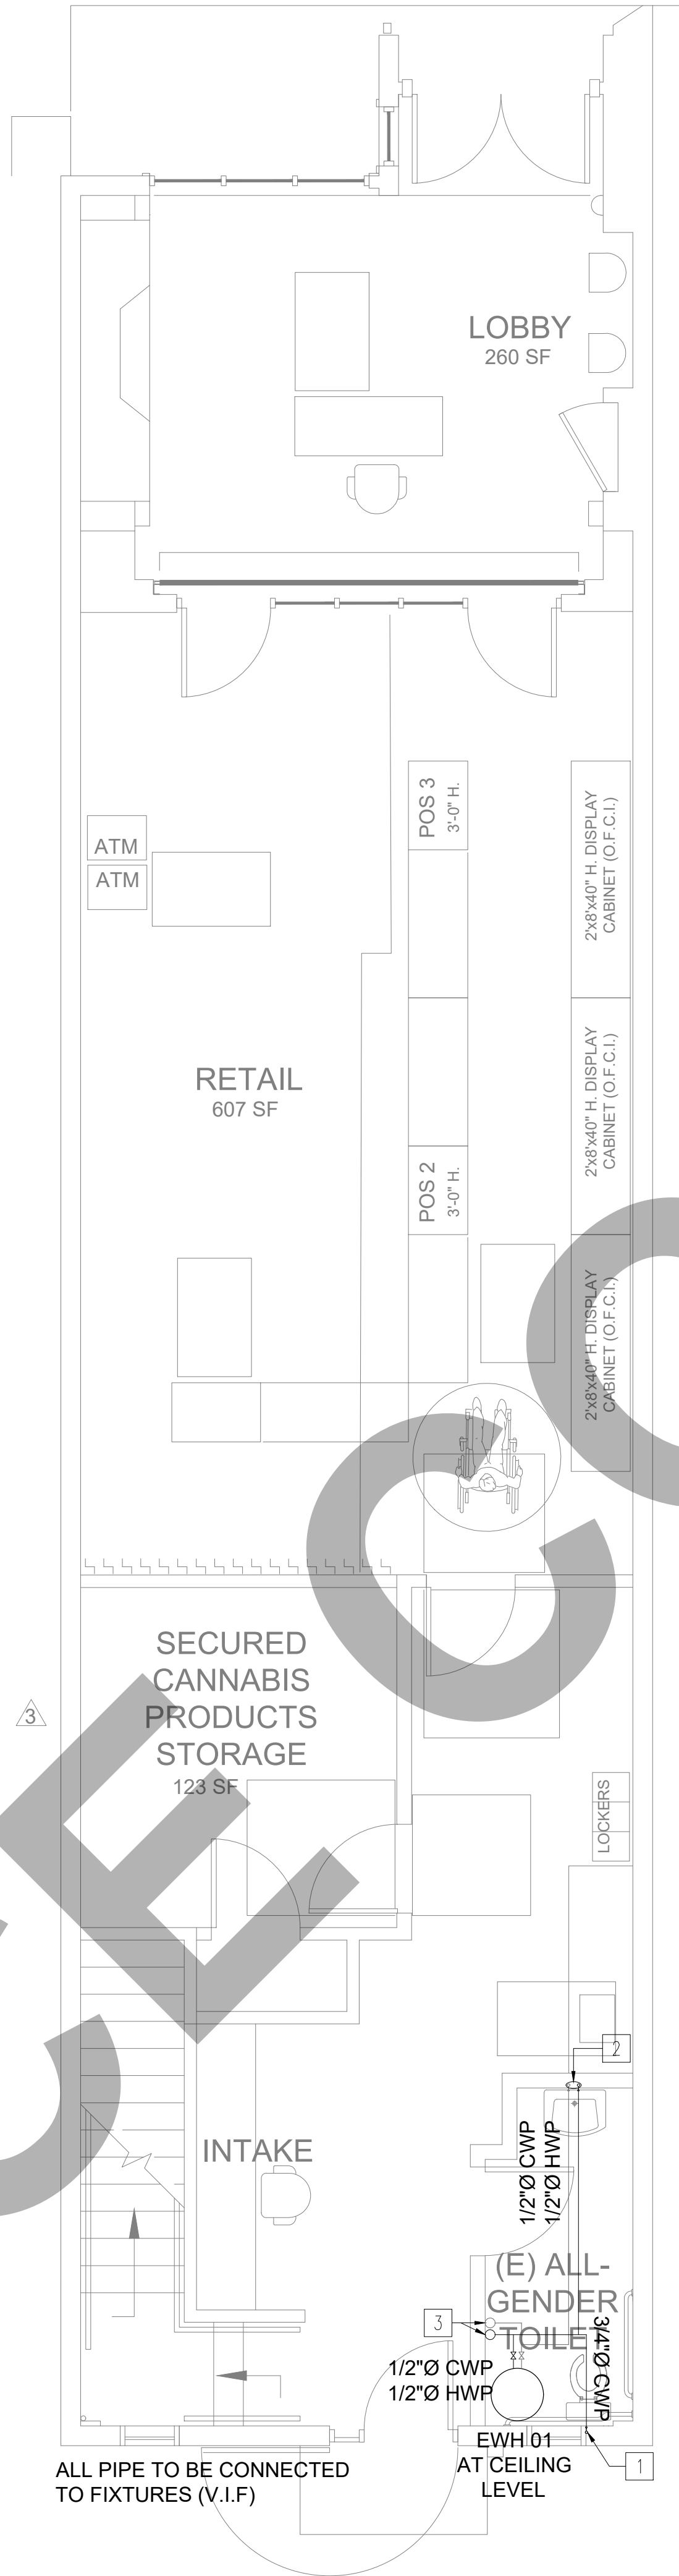 LOBBY
260 SF
POS 3
3'-0" H.
2'x8'x40" H. DISPLAY
CABINET (O.F.C.I.)
ATM
ATM
RETAIL
607 SF
2'x8'x40" H. DISPLAY
CABINET (O.F.C.I.)
POS 2
3'-0" H.
2'x8'x40" H. DISPLAY
CABINET (O.F.C.I.)
SECURED
CANNABIS
PRODUCTS
STORAGE
123 SF
3
LOCKERS
2
INTAKE
1/2"Ø CWP
1/2"Ø HWP
(E) ALL-
GENDER
TOILET
3
3/4"Ø CWP
1/2"Ø CWP
1/2"Ø HWP
EWH 01
AT CEILING
LEVEL
1
ALL PIPE TO BE CONNECTED
TO FIXTURES (V.I.F)